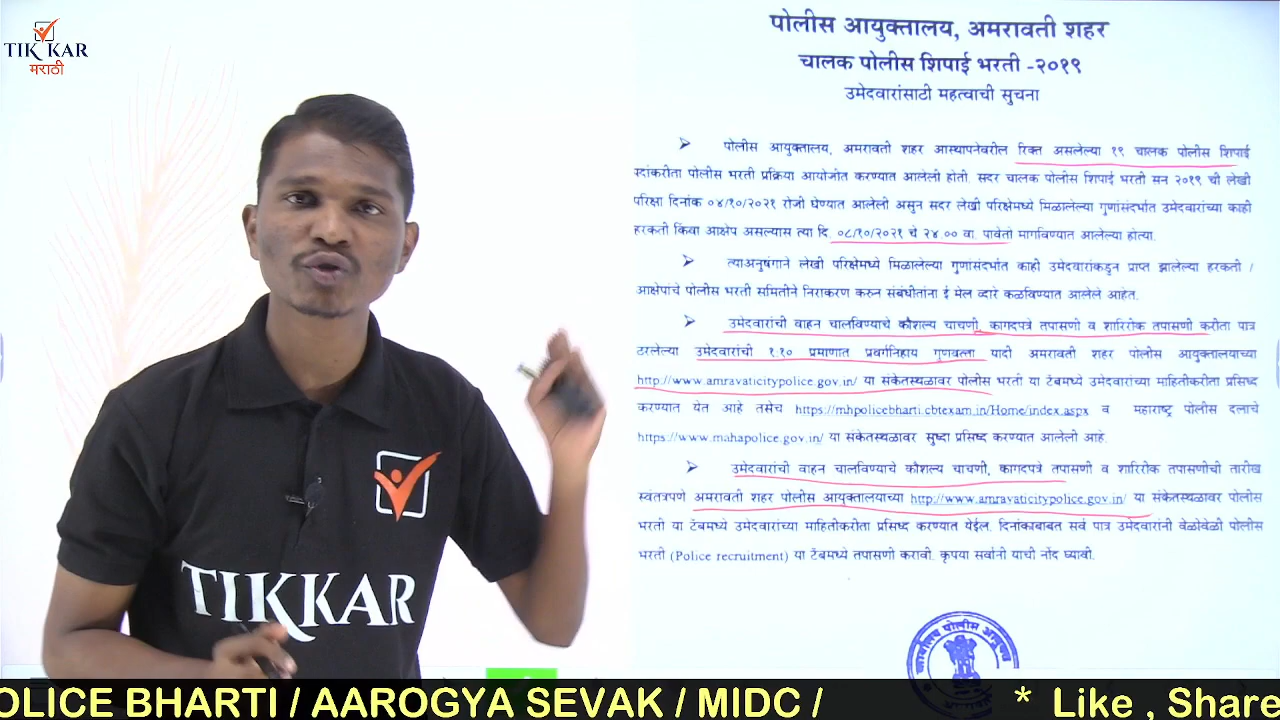 TIKKAR
मराठी
पोलीस आयुक्तालय, अमरावती शहर
चालक पोलीस शिपाई भरती -२०१९
उमेदवारांसाठी महत्वाची सुचना
➢ पोलीस आयुक्तालय, अमरावती शहर आस्थापनेवरील रिक्त असलेल्या १९ चालक पोलीस शिपाई
पदांकरीता पोलीस भरती प्रक्रिया आयोजीत करण्यात आलेली होती. सदर चालक पोलीस शिपाई भरती सन २०१९ ची लेखी
परिक्षा दिनांक ०४/१०/२०२१ रोजी घेण्यात आलेली असुन सदर लेखी परिक्षेमध्ये मिळालेल्या गुणांसंदर्भात उमेदवारांच्या काही
हरकती किंवा आक्षेप असल्यास त्या दि. ०८/१०/२०२१ चे २४.०० वा. पावेतो मागविण्यात आलेल्या होत्या.
➢ त्याअनुषंगाने लेखी परिक्षेमध्ये मिळालेल्या गुणांसंदर्भात काही उमेदवारांकडुन प्राप्त झालेल्या हरकती /
आक्षेपांचे पोलीस भरती समितीने निराकरण करुन संबंधीतांना ई मेल व्दारे कळविण्यात आलेले आहेत.
➢ उमेदवारांची वाहन चालविण्याचे कौशल्य चाचणी, कागदपत्रे तपासणी व शारिरीक तपासणी करीता पात्र
ठरलेल्या उमेदवारांची १:१० प्रमाणात प्रवर्गनिहाय गुणवत्ता यादी अमरावती शहर पोलीस आयुक्तालयाच्या
http://www.amravaticitypolice.gov.in/ या संकेतस्थळावर पोलीस भरती या टॅबमध्ये उमेदवारांच्या माहितीकरीता प्रसिध्द
करण्यात येत आहे तसेच https://mhpolicebharti.cbtexam.in/Home/index.aspx व महाराष्ट्र पोलीस दलाचे
https://www.mahapolice.gov.in/ या संकेतस्थळावर सुध्दा प्रसिध्द करण्यात आलेली आहे.
➢ उमेदवारांची वाहन चालविण्याचे कौशल्य चाचणी, कागदपत्रे तपासणी व शारिरीक तपासणीची तारीख
स्वतंत्रपणे अमरावती शहर पोलीस आयुक्तालयाच्या http://www.amravaticitypolice.gov.in/ या संकेतस्थळावर पोलीस
भरती या टॅबमध्ये उमेदवारांच्या माहितीकरीता प्रसिध्द करण्यात येईल. दिनांकाबाबत सर्व पात्र उमेदवारांनी वेळोवेळी पोलीस
भरती (Police recruitment) या टॅबमध्ये तपासणी करावी. कृपया सर्वांनी याची नोंद घ्यावी.
TIKKAR
OLICE BHARTI / AAROGYA SEVAK / MIDC / * Like , Share